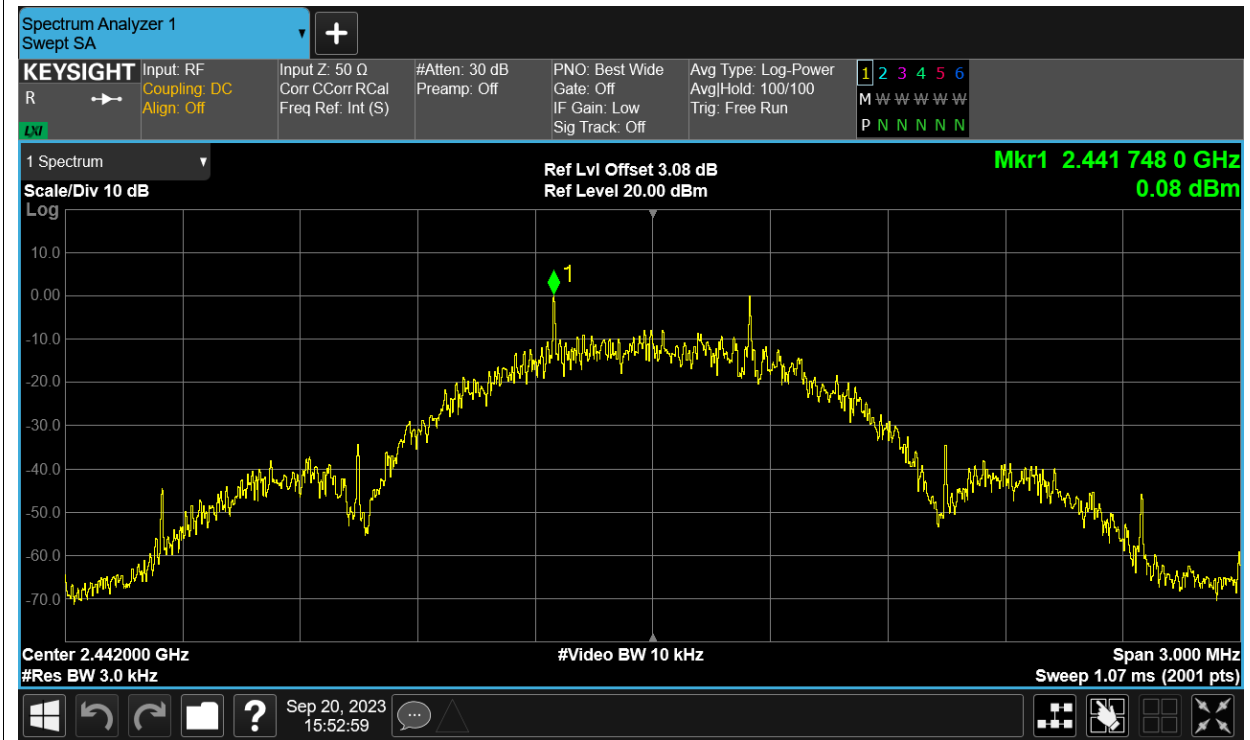 Spectrum Analyzer 1
Swept SA
KEYSIGHT
R
LXI
Input: RF
Coupling: DC
Align: Off
Input Z: 50 Ω
Corr CCorr RCal
Freq Ref: Int (S)
#Atten: 30 dB
Preamp: Off
PNO: Best Wide
Gate: Off
IF Gain: Low
Sig Track: Off
Avg Type: Log-Power
Avg|Hold: 100/100
Trig: Free Run
1 2 3 4 5 6
M W W W W W
P N N N N N
1 Spectrum
Scale/Div 10 dB
Log
Ref Lvl Offset 3.08 dB
Ref Level 20.00 dBm
Mkr1 2.441 748 0 GHz
0.08 dBm
1
10.0
0.00
-10.0
-20.0
-30.0
-40.0
-50.0
-60.0
-70.0
Center 2.442000 GHz
#Res BW 3.0 kHz
#Video BW 10 kHz
Span 3.000 MHz
Sweep 1.07 ms (2001 pts)
?
Sep 20, 2023
15:52:59